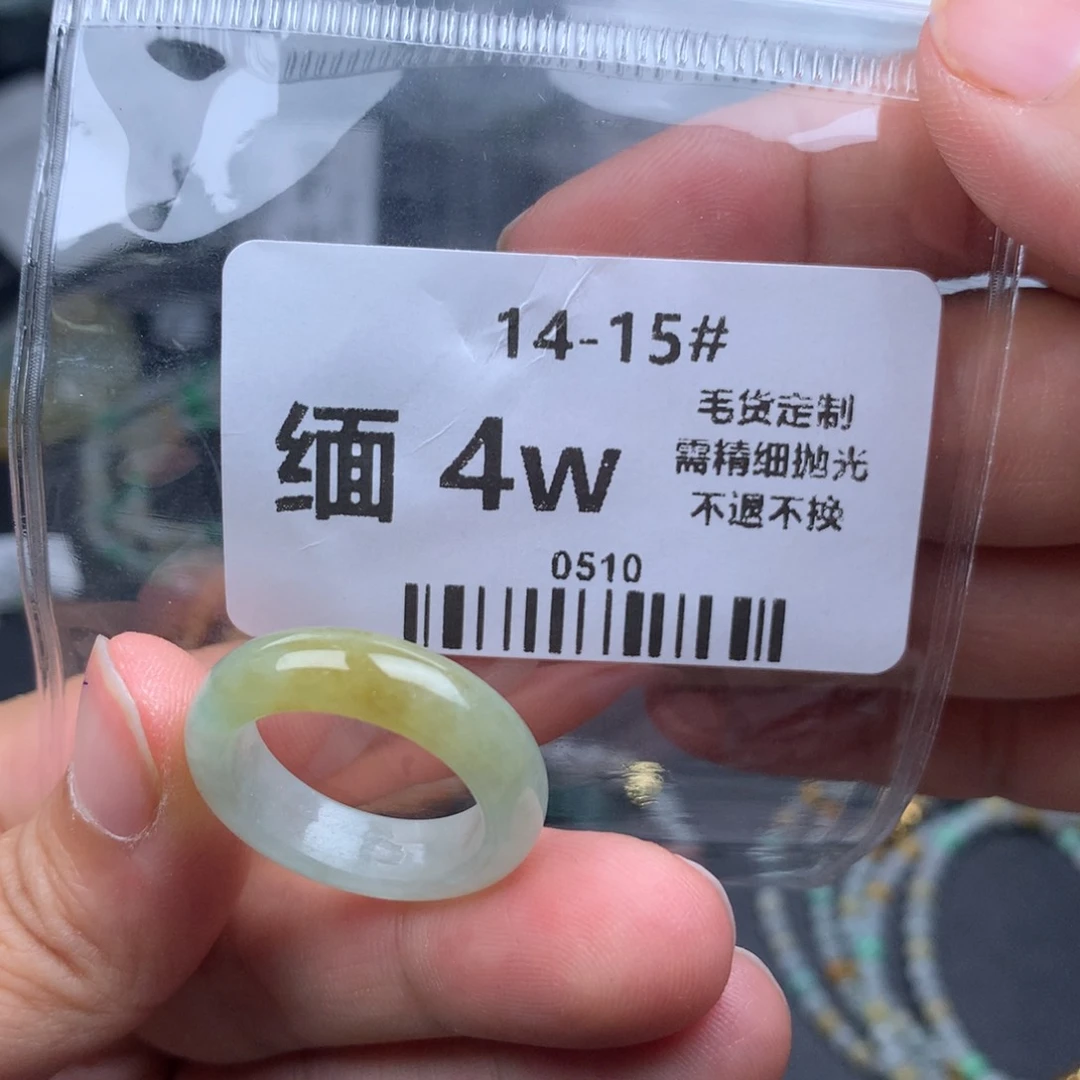 14-15#
缅 4w
毛货定制
需精细抛光
不退不换
0510